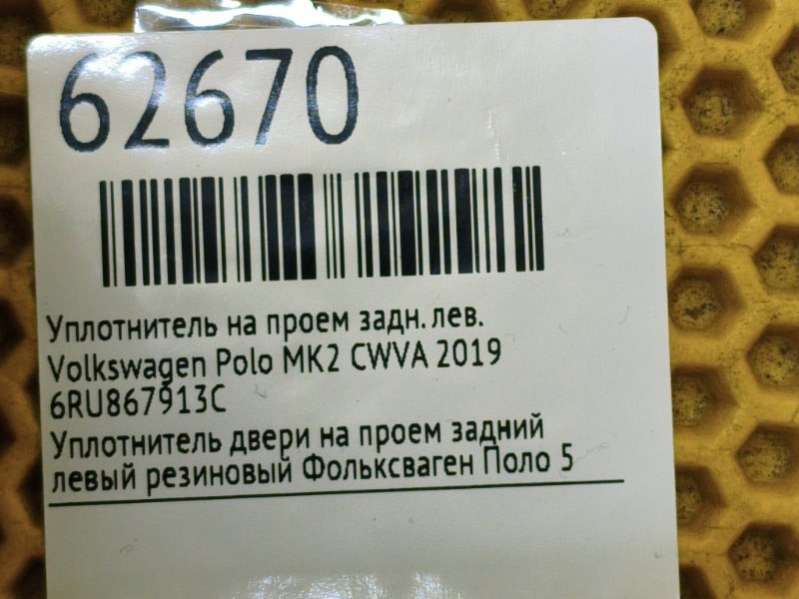 62670
Уплотнитель на проем задн. лев.
Volkswagen Polo MK2 CWVA 2019
6RU867913C
Уплотнитель двери на проем задний
левый резиновый Фольксваген Поло 5